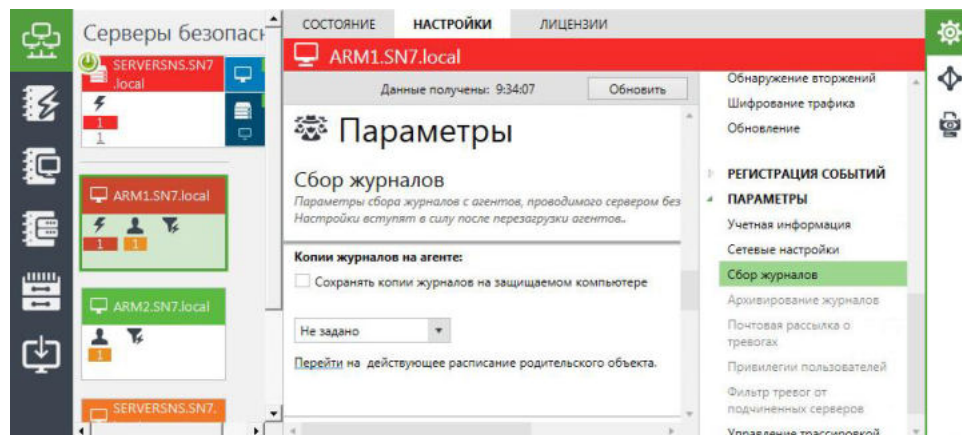 Серверы безопасн
SERVERSNS.SN7
.local
1
1
ARM1.SN7.local
1
1
ARM2.SN7.local
1
SERVERSNS.SN7.
СОСТОЯНИЕ НАСТРОЙКИ ЛИЦЕНЗИИ
ARM1.SN7.local
Данные получены: 9:34:07 Обновить
Параметры
Сбор журналов
Параметры сбора журналов с агентов, проводимого сервером без
Настройки вступят в силу после перезагрузки агентов..
Копии журналов на агенте:
Сохранять копии журналов на защищаемом компьютере
Не задано
Перейти на действующее расписание родительского объекта.
Обнаружение вторжений
Шифрование трафика
Обновление
РЕГИСТРАЦИЯ СОБЫТИЙ
ПАРАМЕТРЫ
Учетная информация
Сетевые настройки
Сбор журналов
Архивирование журналов
Почтовая рассылка о
тревогах
Привилегии пользователей
Фильтр тревог от
подчиненных серверов
Управление трассировкой